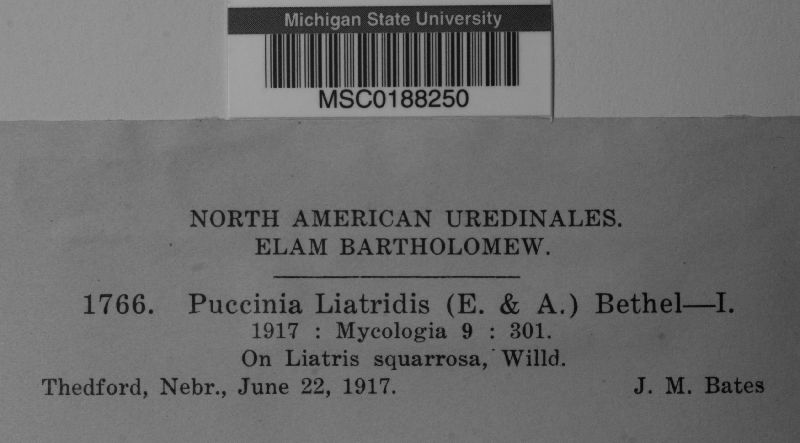 Michigan State University
MSC0188250
NORTH AMERICAN UREDINALES.
ELAM BARTHOLOMEW.
1766. Puccinia Liatridis (E. & A.) Bethel—I.
1917 : Mycologia 9 : 301.
On Liatris squarrosa, Willd.
Thedford, Nebr., June 22, 1917. J. M. Bates